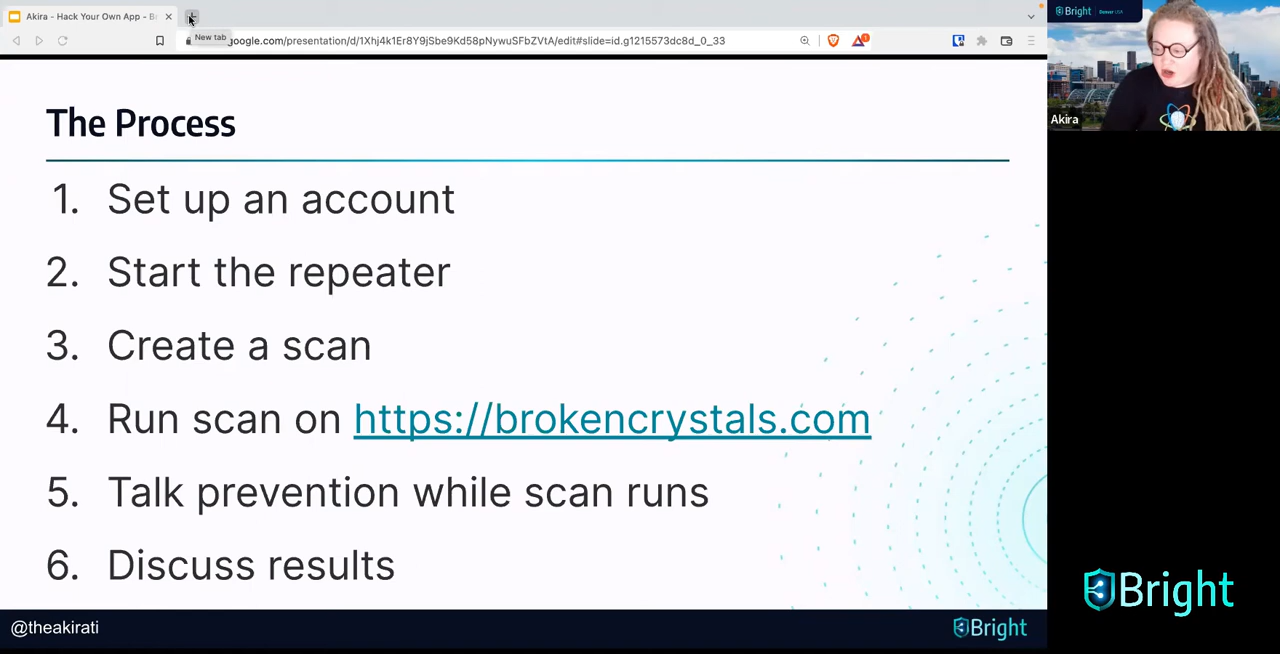 Akira - Hack Your Own App - B
New tab
google.com/presentation/d/1Xhj4k1Er8Y9jSbe9Kd58pNywuSFbZVtA/edit#slide=id.g1215573dc8d_0_33
1
The Process
1. Set up an account
2. Start the repeater
3. Create a scan
4. Run scan on https://brokencrystals.com
5. Talk prevention while scan runs
6. Discuss results
@theakirati
Bright
Bright
Denver USA
Akira
Bright